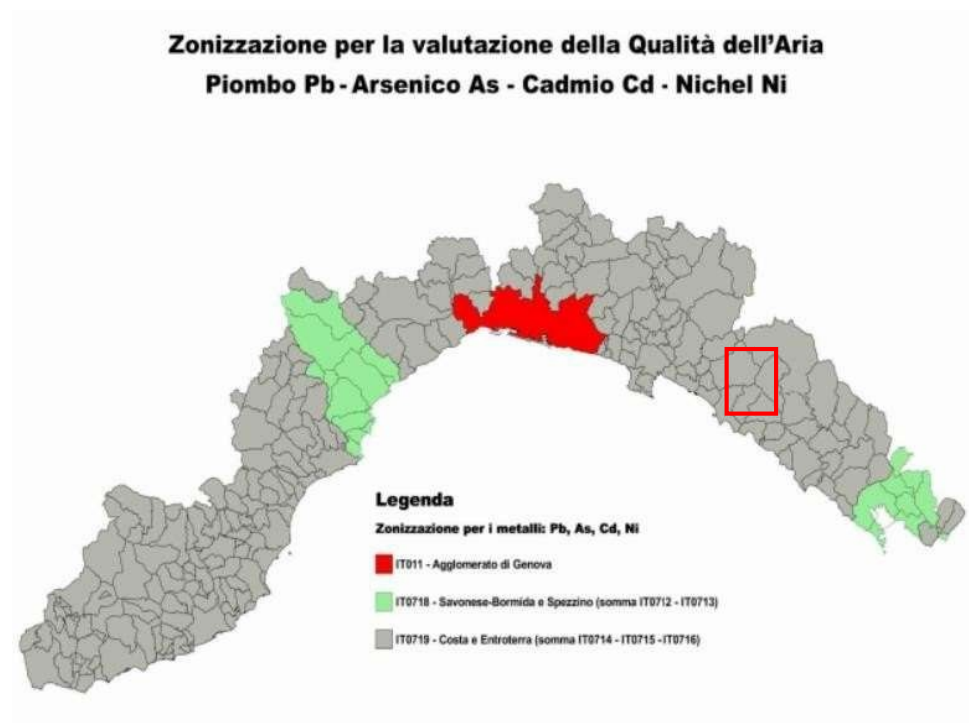 Zonizzazione per la valutazione della Qualità dell'Aria
Piombo Pb - Arsenico As - Cadmio Cd - Nichel Ni
Legenda
Zonizzazione per i metalli: Pb, As, Cd, Ni
IT011 - Agglomerato di Genova
IT0718 - Savonese-Bormida e Spezzino (somma IT0712 - IT0713)
IT0719 - Costa e Entroterra (somma IT0714 - IT0715 - IT0716)